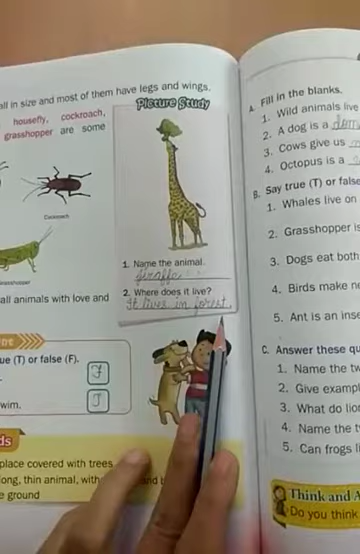 all in size and most of them have legs and wings.
housefly, cockroach,
grasshopper are some
Picture Study
Cockroach
Grasshopper
1. Name the animal.
Giraffe
2. Where does it live?
It lives in forest.
all animals with love and
ue (T) or false (F).
F
T
wim.
ds
place covered with trees
ong, thin animal, with
and
e ground
A. Fill in the blanks.
1. Wild animals live
2. A dog is a dom
3. Cows give us
4. Octopus is a
B. Say true (T) or false
1. Whales live on
2. Grasshopper is
3. Dogs eat both
4. Birds make ne
5. Ant is an inse
C. Answer these qu
1. Name the tw
2. Give exampl
3. What do lio
4. Name the t
5. Can frogs li
Think and A
Do you think